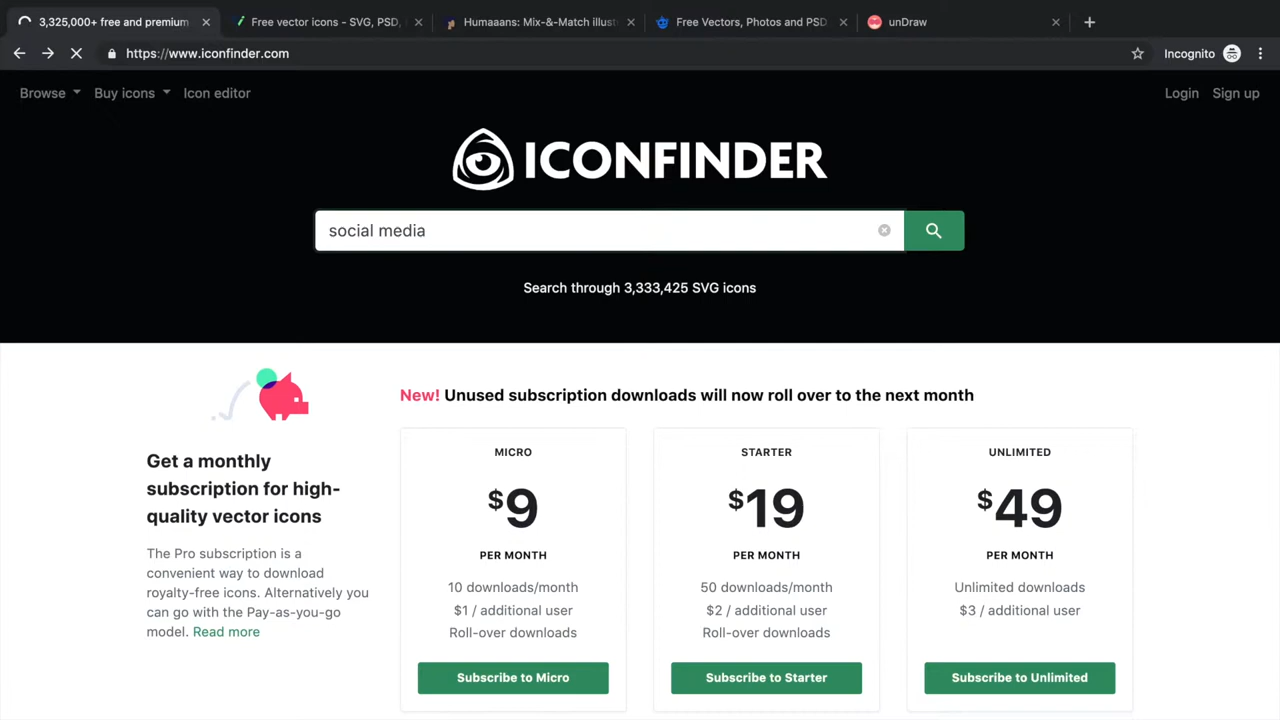 3,325,000+ free and premium
Free vector icons - SVG, PSD,
Humaaans: Mix-&-Match illust
Free Vectors, Photos and PSD
unDraw
https://www.iconfinder.com
Incognito
Browse
Buy icons
Icon editor
Login
Sign up
ICONFINDER
social media
Search through 3,333,425 SVG icons
New! Unused subscription downloads will now roll over to the next month
Get a monthly
subscription for high-
quality vector icons
The Pro subscription is a
convenient way to download
royalty-free icons. Alternatively you
can go with the Pay-as-you-go
model. Read more
MICRO
$9
PER MONTH
10 downloads/month
$1 / additional user
Roll-over downloads
Subscribe to Micro
STARTER
$19
PER MONTH
50 downloads/month
$2 / additional user
Roll-over downloads
Subscribe to Starter
UNLIMITED
$49
PER MONTH
Unlimited downloads
$3 / additional user
Subscribe to Unlimited